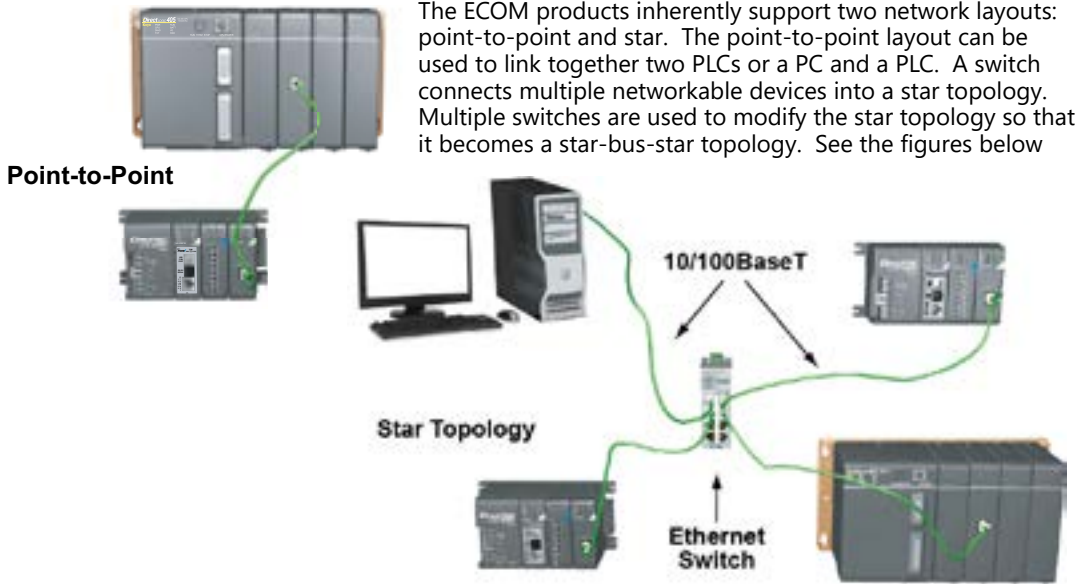 The ECOM products inherently support two network layouts:
point-to-point and star. The point-to-point layout can be
used to link together two PLCs or a PC and a PLC. A switch
connects multiple networkable devices into a star topology.
Multiple switches are used to modify the star topology so that
it becomes a star-bus-star topology. See the figures below
Point-to-Point
10/100BaseT
Star Topology
Ethernet
Switch